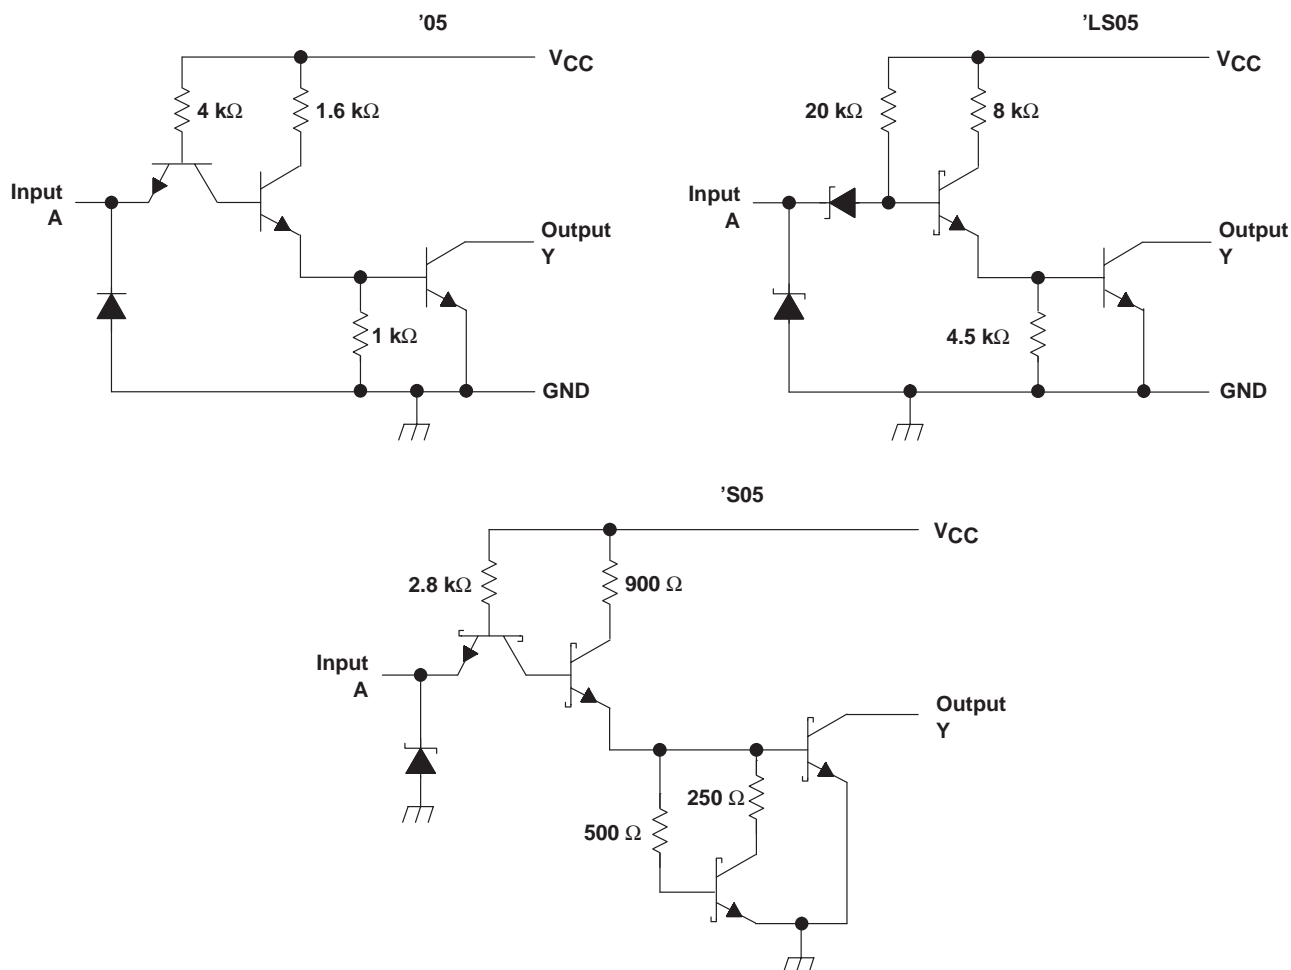 ’05
VCC
4 kΩ
1.6 kΩ
Input
A
Output
Y
1 kΩ
GND
’LS05
VCC
20 kΩ
8 kΩ
Input
A
Output
Y
4.5 kΩ
GND
’S05
VCC
2.8 kΩ
900 Ω
Input
A
Output
Y
250 Ω
500 Ω